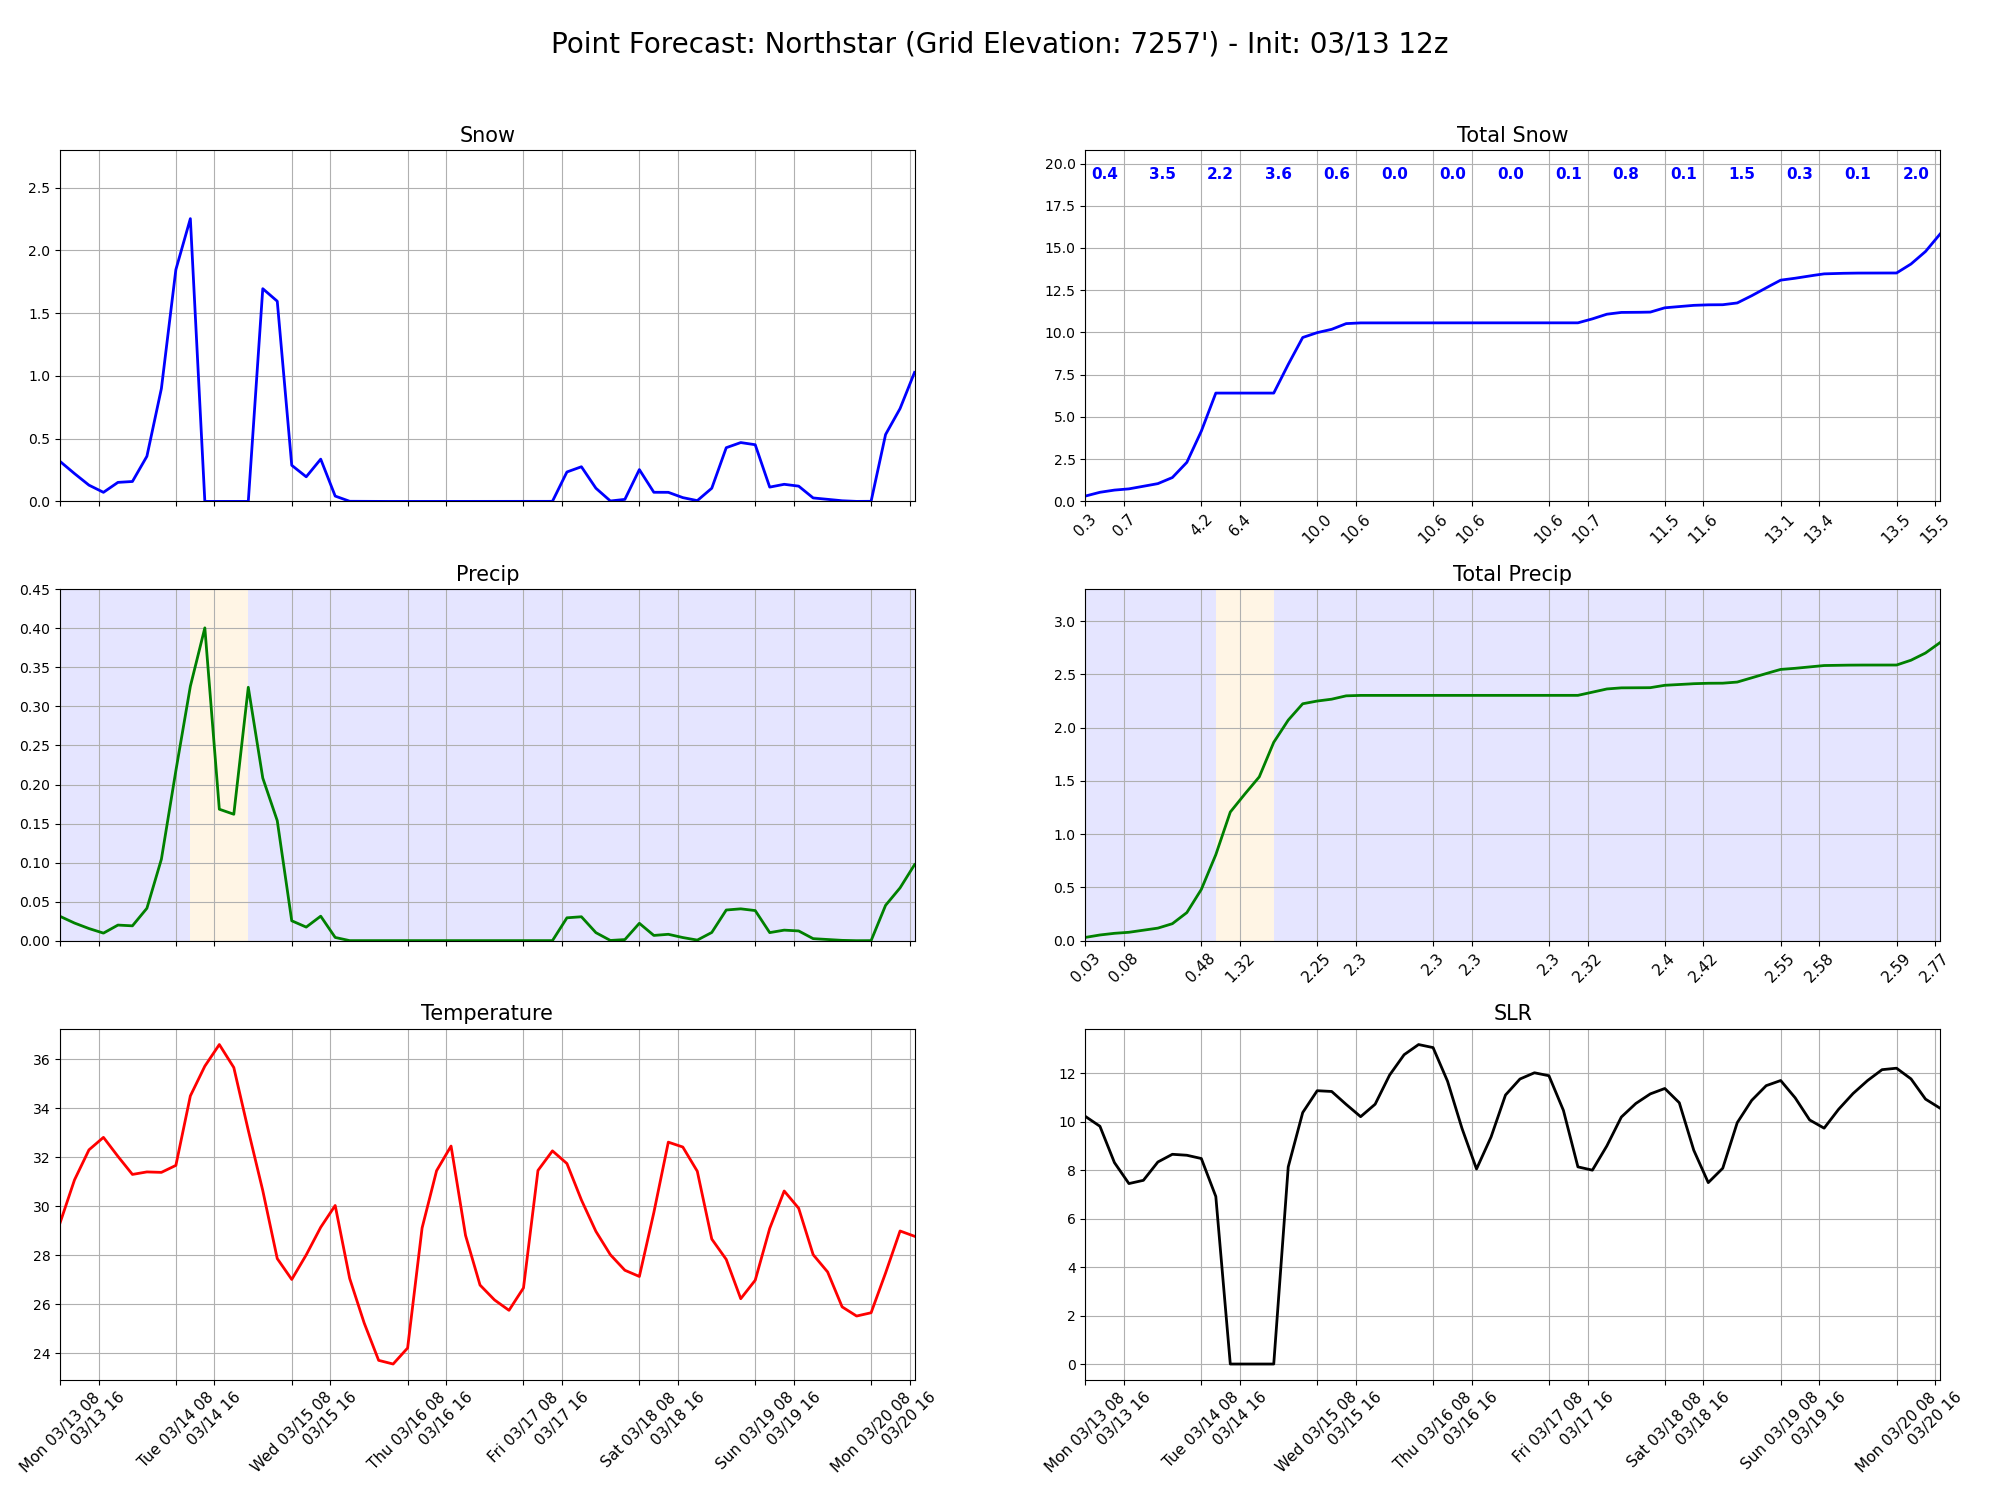 Point Forecast: Northstar (Grid Elevation: 7257') - Init: 03/13 12z
Snow
2.5
2.0
1.5
1.0
0.5
0.0
Total Snow
20.0
17.5
15.0
12.5
10.0
7.5
5.0
2.5
0.0
0.4 3.5 2.2 3.6 0.6 0.0 0.0 0.0 0.1 0.8 0.1 1.5 0.3 0.1 2.0
0.3 0.7 4.2 6.4 10.0 10.6 10.6 10.6 10.6 10.7 11.5 11.6 13.1 13.4 13.5 15.5
Precip
0.45
0.40
0.35
0.30
0.25
0.20
0.15
0.10
0.05
0.00
Total Precip
3.0
2.5
2.0
1.5
1.0
0.5
0.0
0.03 0.08 0.48 1.32 2.25 2.3 2.3 2.3 2.3 2.32 2.4 2.42 2.55 2.58 2.59 2.77
Temperature
36
34
32
30
28
26
24
Mon 03/13 08
03/13 16
Tue 03/14 08
03/14 16
Wed 03/15 08
03/15 16
Thu 03/16 08
03/16 16
Fri 03/17 08
03/17 16
Sat 03/18 08
03/18 16
Sun 03/19 08
03/19 16
Mon 03/20 08
03/20 16
SLR
12
10
8
6
4
2
0
Mon 03/13 08
03/13 16
Tue 03/14 08
03/14 16
Wed 03/15 08
03/15 16
Thu 03/16 08
03/16 16
Fri 03/17 08
03/17 16
Sat 03/18 08
03/18 16
Sun 03/19 08
03/19 16
Mon 03/20 08
03/20 16